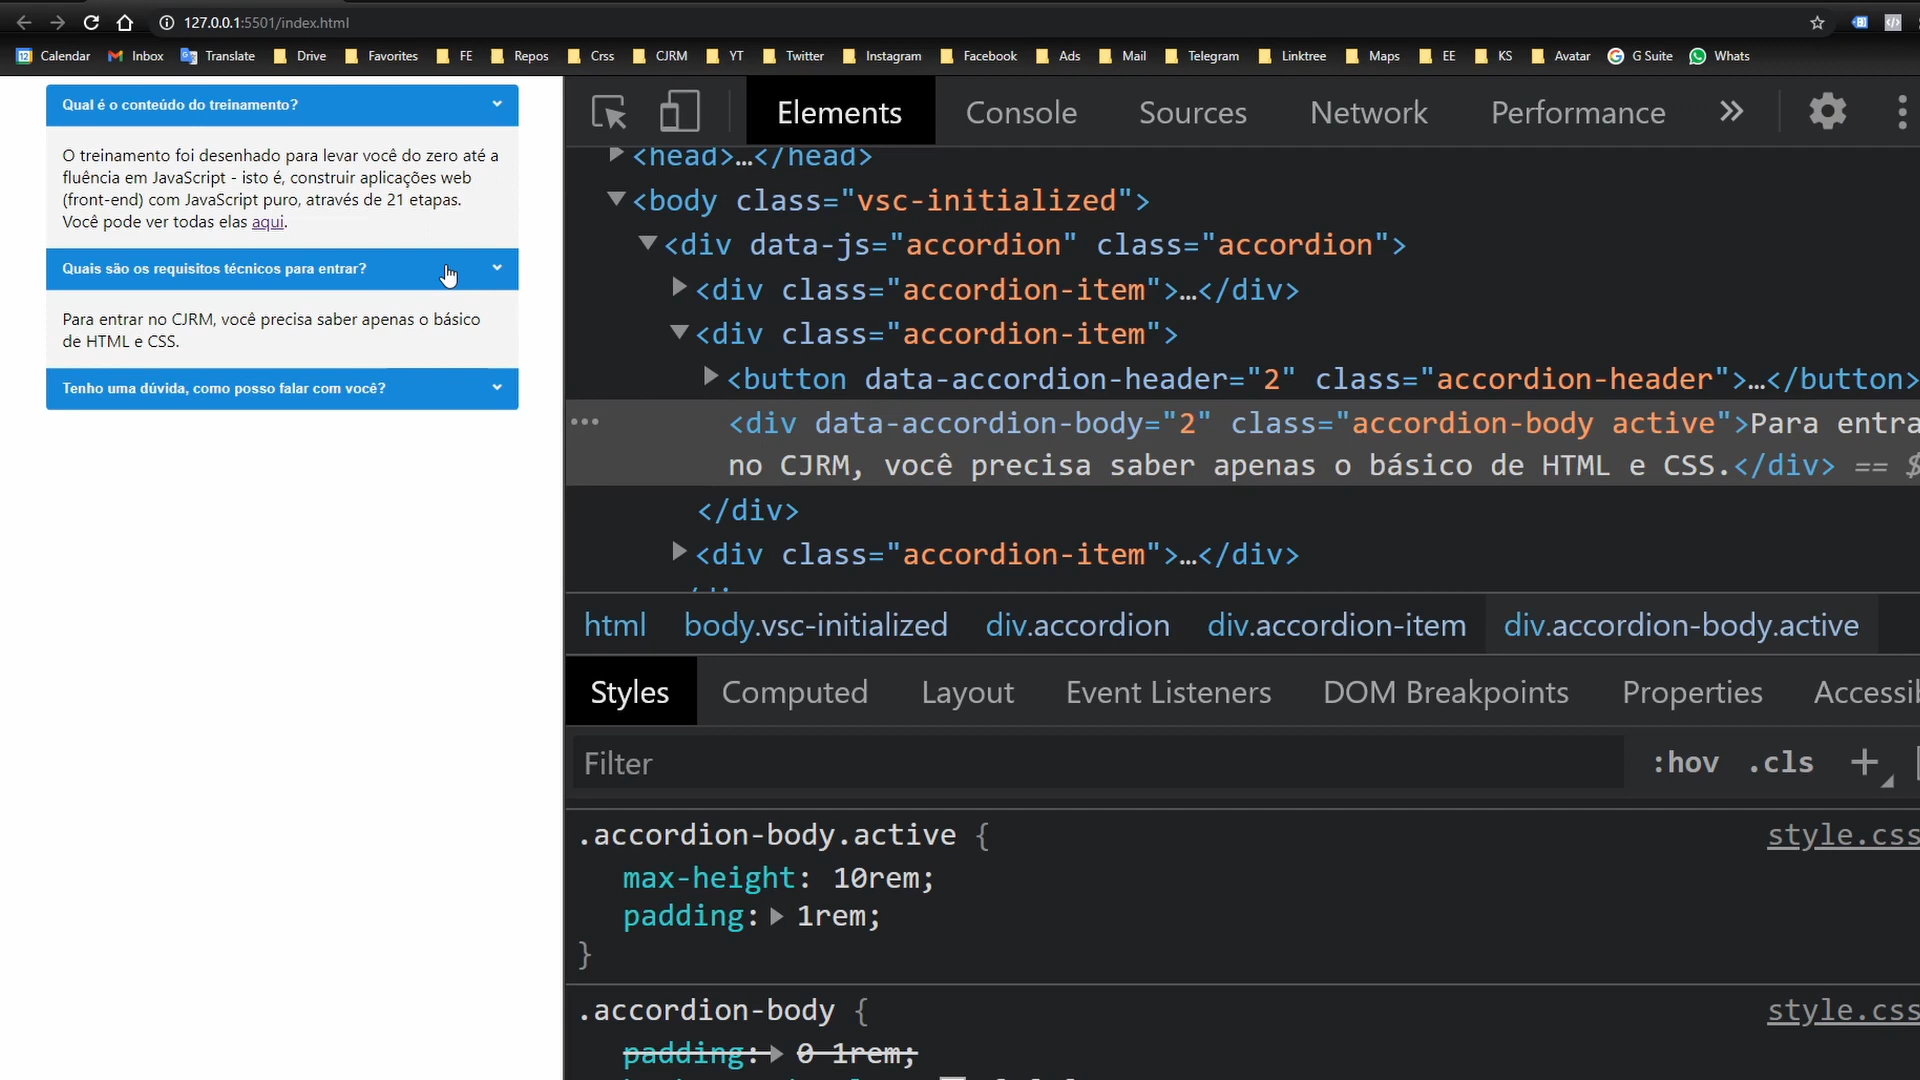 127.0.0.1:5501/index.html
Calendar Inbox Translate Drive Favorites FE Repos Crss CJRM YT Twitter Instagram Facebook Ads Mail Telegram Linktree Maps EE KS Avatar G Suite Whats
Qual é o conteúdo do treinamento?
O treinamento foi desenhado para levar você do zero até a
fluência em JavaScript - isto é, construir aplicações web
(front-end) com JavaScript puro, através de 21 etapas.
Você pode ver todas elas aqui.
Quais são os requisitos técnicos para entrar?
Para entrar no CJRM, você precisa saber apenas o básico
de HTML e CSS.
Tenho uma dúvida, como posso falar com você?
Elements Console Sources Network Performance
<head>…</head>
<body class="vsc-initialized">
<div data-js="accordion" class="accordion">
<div class="accordion-item">…</div>
<div class="accordion-item">
<button data-accordion-header="2" class="accordion-header">…</button>
<div data-accordion-body="2" class="accordion-body active">Para entra
no CJRM, você precisa saber apenas o básico de HTML e CSS.</div> == $
</div>
<div class="accordion-item">…</div>
html body.vsc-initialized div.accordion div.accordion-item div.accordion-body.active
Styles Computed Layout Event Listeners DOM Breakpoints Properties Accessi
Filter :hov .cls +
.accordion-body.active { style.css
max-height: 10rem;
padding: 1rem;
}
.accordion-body { style.css
padding: 0 1rem;